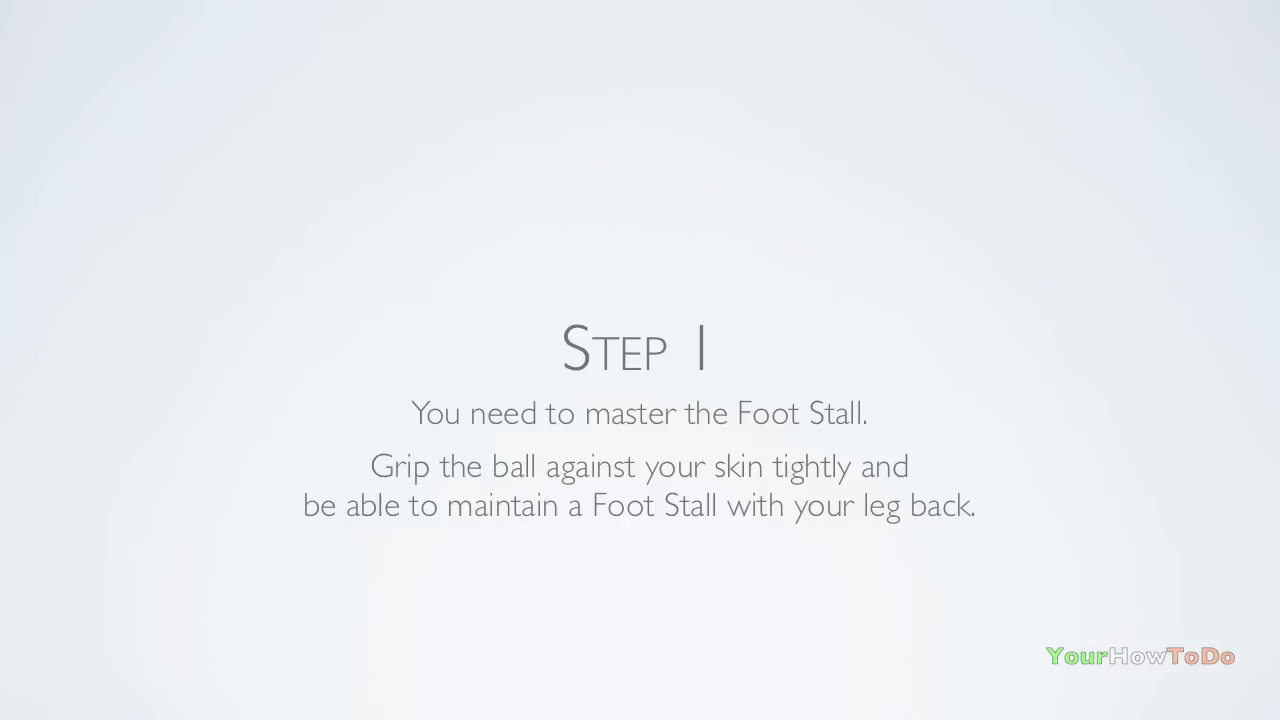 STEP 1
You need to master the Foot Stall.
Grip the ball against your skin tightly and
be able to maintain a Foot Stall with your leg back.
YourHowToDo